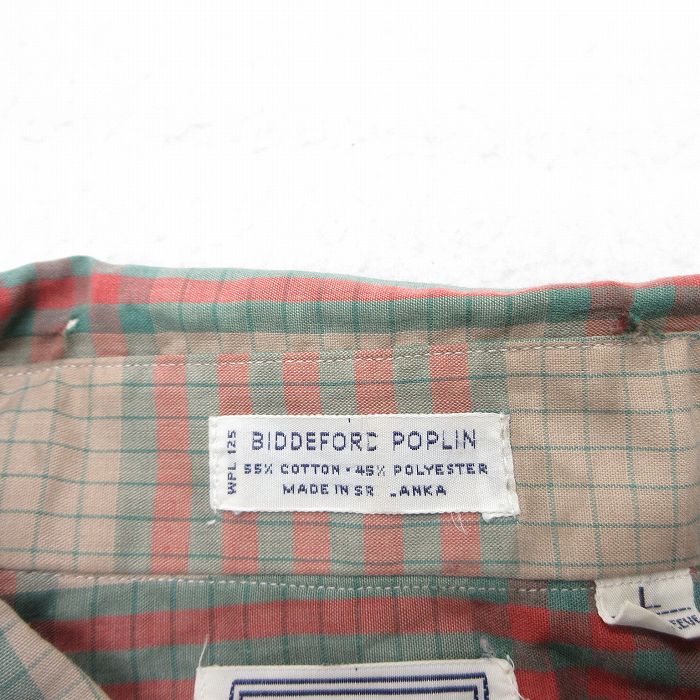 WPL 125
BIDDEFORD POPLIN
55% COTTON • 45% POLYESTER
MADE IN SR LANKA
L